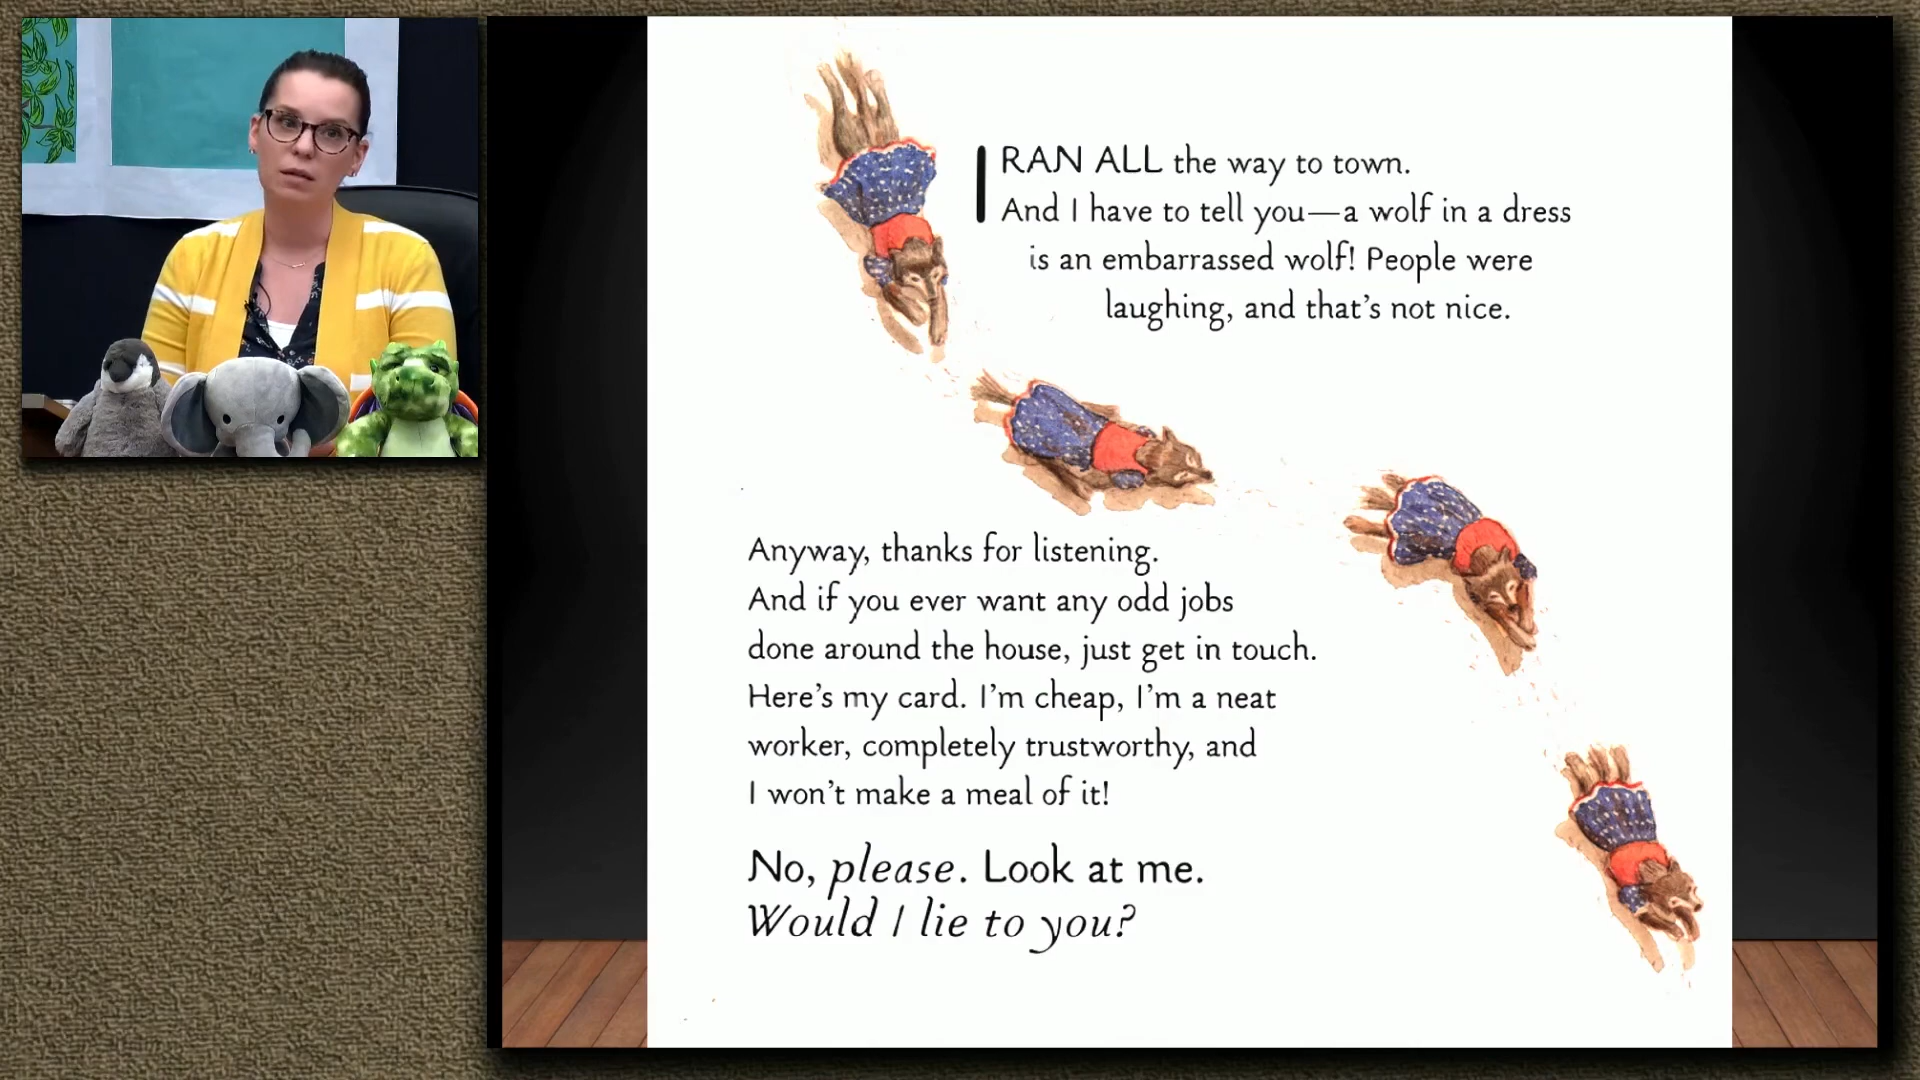 I RAN ALL the way to town.
And I have to tell you—a wolf in a dress
is an embarrassed wolf! People were
laughing, and that's not nice.
Anyway, thanks for listening.
And if you ever want any odd jobs
done around the house, just get in touch.
Here's my card. I'm cheap, I'm a neat
worker, completely trustworthy, and
I won't make a meal of it!
No, please. Look at me.
Would I lie to you?